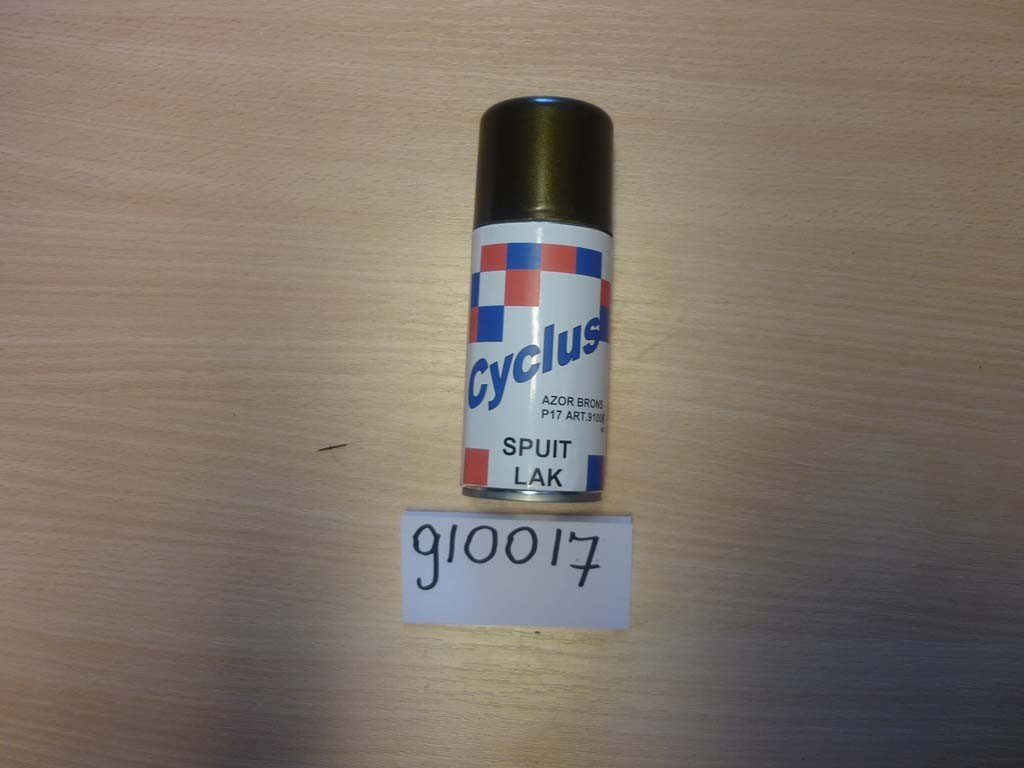 Cyclus
AZOR BRONS
P17 ART.9100
SPUIT
LAK
910017